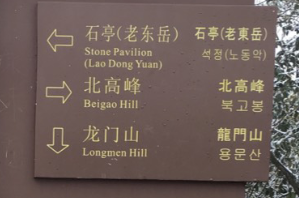 石亭(老东岳)
Stone Pavilion
(Lao Dong Yuan)
石亭(老東岳)
석정(노동악)
北高峰
Beigao Hill
北高峰
북고봉
龙门山
Longmen Hill
龍門山
용문산